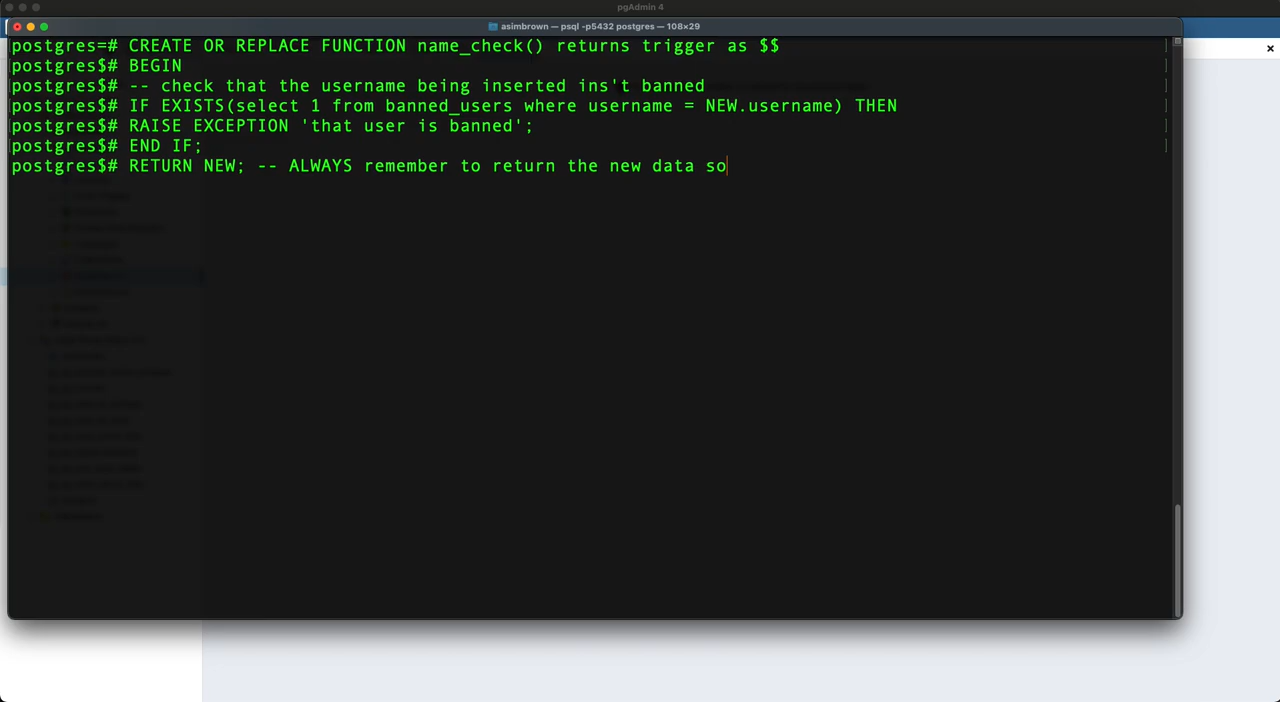 pgAdmin 4
asimbrown — psql -p5432 postgres — 108×29
postgres=# CREATE OR REPLACE FUNCTION name_check() returns trigger as $$
postgres$# BEGIN
postgres$# -- check that the username being inserted ins't banned
postgres$# IF EXISTS(select 1 from banned_users where username = NEW.username) THEN
postgres$# RAISE EXCEPTION 'that user is banned';
postgres$# END IF;
postgres$# RETURN NEW; -- ALWAYS remember to return the new data so